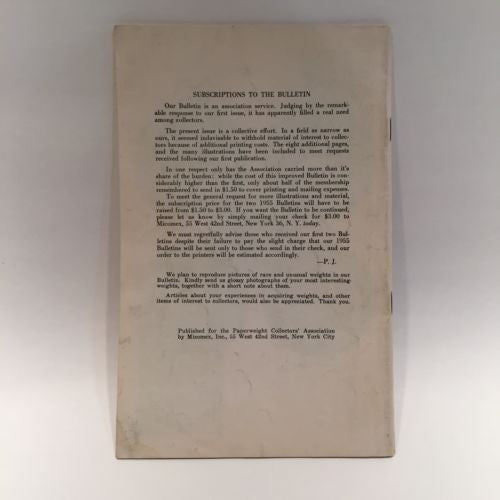 SUBSCRIPTIONS TO THE BULLETIN
Our Bulletin is an association service. Judging by the remark-
able response to our first issue, it has apparently filled a real need
among collectors.
The present issue is a collective effort. In a field as narrow as
ours, it seemed indavisable to withhold material of interest to collec-
tors because of additional printing costs. The eight additional pages,
and the many illustrations have been included to meet requests
received following our first publication.
In one respect only has the Association carried more than it's
share of the burden: while the cost of this improved Bulletin is con-
siderably higher than the first, only about half of the membership
remembered to send in $1.50 to cover printing and mailing expenses.
To meet the general request for more illustrations and material,
the subscription price for the two 1955 Bulletins will have to be
raised from $1.50 to $3.00. If you want the Bulletin to be continued,
please let us know by simply mailing your check for $3.00 to
Micomex, 55 West 42nd Street, New York 36, N. Y. today.
We must regretfully advise those who received our first two Bul-
letins despite their failure to pay the slight charge that our 1955
Bulletins will be sent only to those who send in their check, and our
order to the printers will be estimated accordingly.
—P. J.
We plan to reproduce pictures of rare and unusual weights in our
Bulletin. Kindly send us glossy photographs of your most interesting
weights, together with a short note about them.
Articles about your experiences in acquiring weights, and other
items of interest to collectors, would also be appreciated. Thank you.
Published for the Paperweight Collectors' Association
by Micomex, Inc., 55 West 42nd Street, New York City